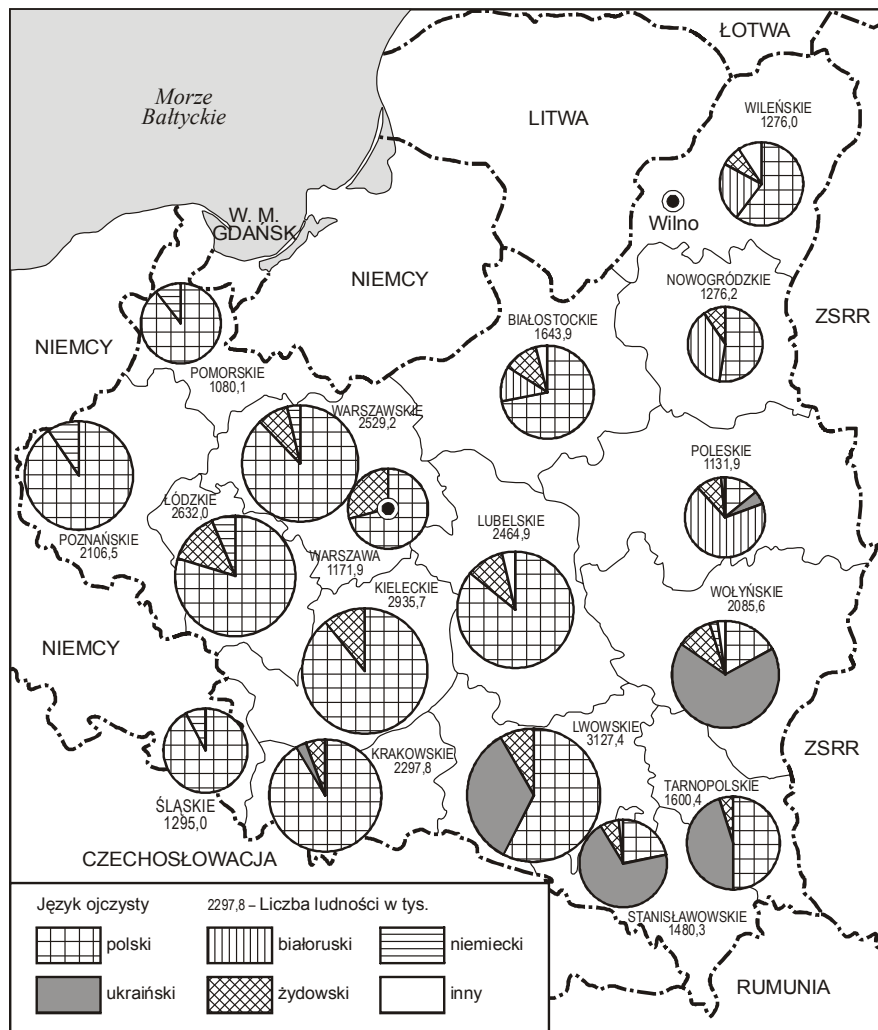 ŁOTWA
Morze
Bałtyckie
LITWA
WILEŃSKIE
1276,0
Wilno
W. M.
GDAŃSK
NIEMCY
NOWOGRÓDZKIE
1276,2
ZSRR
BIAŁOSTOCKIE
1643,9
NIEMCY
POMORSKIE
1080,1
WARSZAWSKIE
2529,2
POLESKIE
1131,9
ŁÓDZKIE
2632,0
LUBELSKIE
2464,9
POZNAŃSKIE
2106,5
WARSZAWA
1171,9
KIELECKIE
2935,7
WOŁYŃSKIE
2085,6
NIEMCY
LWOWSKIE
3127,4
ZSRR
KRAKOWSKIE
2297,8
TARNOPOLSKIE
1600,4
ŚLĄSKIE
1295,0
CZECHOSŁOWACJA
STANISŁAWOWSKIE
1480,3
RUMUNIA
Język ojczysty
2297,8 – Liczba ludności w tys.
polski
białoruski
niemiecki
ukraiński
żydowski
inny